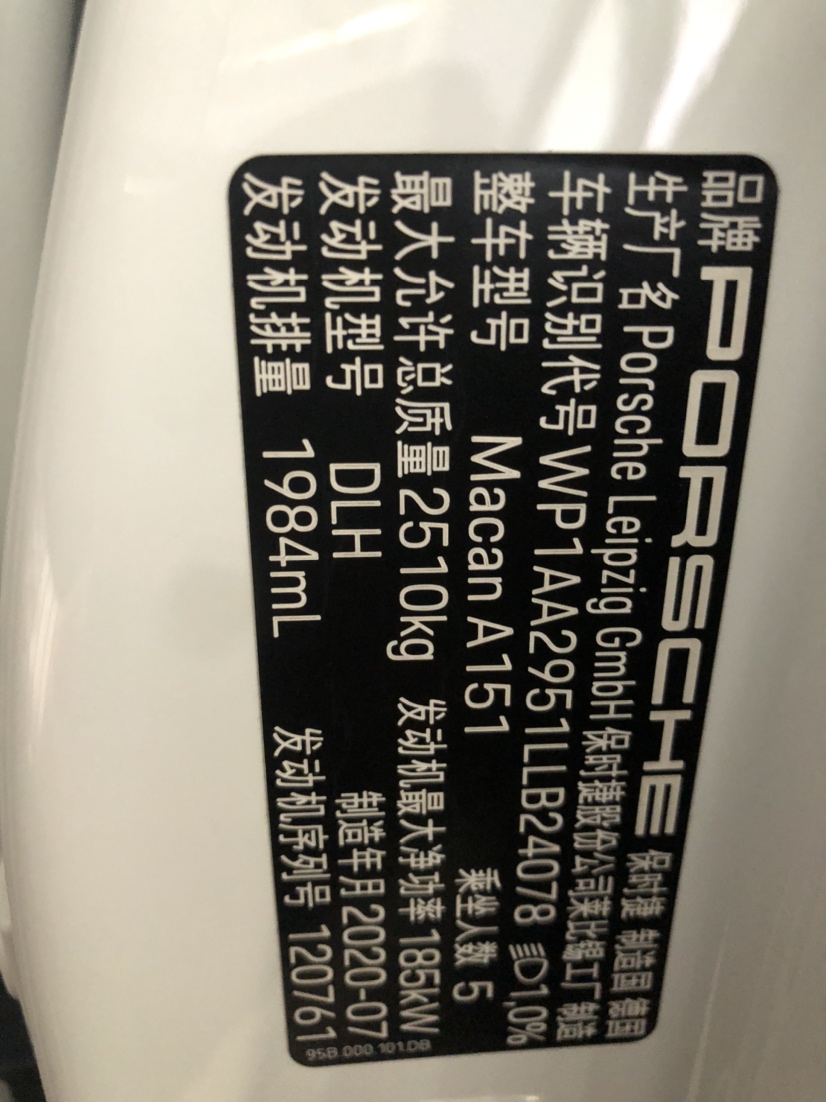 品牌 PORSCHE 保时捷 制造国 德国
生产厂名 Porsche Leipzig GmbH 保时捷股份公司莱比锡工厂 制造
车辆识别代号 WP1AA2951LLB24078 1,0%
整车型号 Macan A151 乘坐人数 5
最大允许总质量 2510kg 发动机最大净功率 185kW
发动机型号 DLH 制造年月 2020-07
发动机排量 1984mL 发动机序列号 120761
95B.000.101.DB